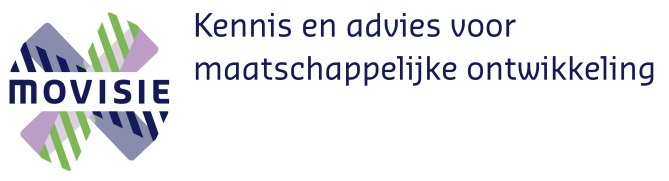 Kennis en advies voor
maatschappelijke ontwikkeling
MOVISIE